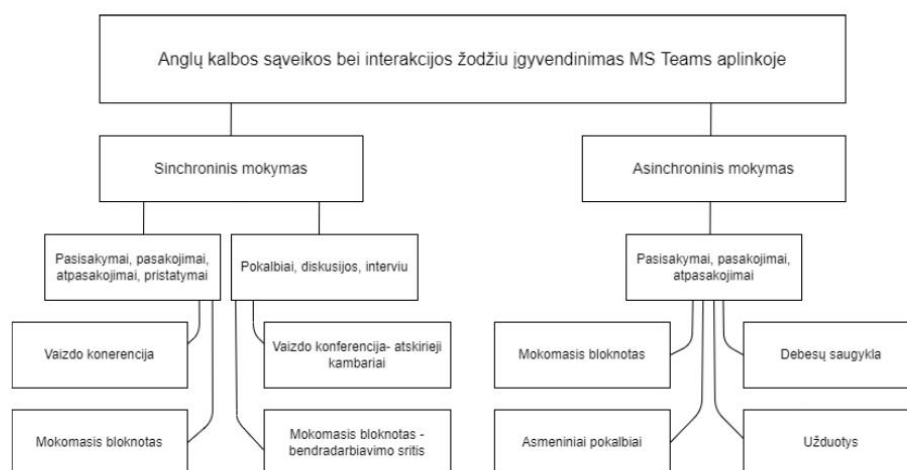 Anglų kalbos sąveikos bei interakcijos žodžiu įgyvendinimas MS Teams aplinkoje
Sinchroninis mokymas
Asinchroninis mokymas
Pasisakymai, pasakojimai,
atpasakojimai, pristatymai
Pokalbiai, diskusijos, interviu
Pasisakymai, pasakojimai,
atpasakojimai
Vaizdo konerencija
Vaizdo konferencija- atskirieji
kambariai
Mokomasis bloknotas
Debesų saugykla
Mokomasis bloknotas
Mokomasis bloknotas -
bendradarbiavimo sritis
Asmeniniai pokalbiai
Užduotys